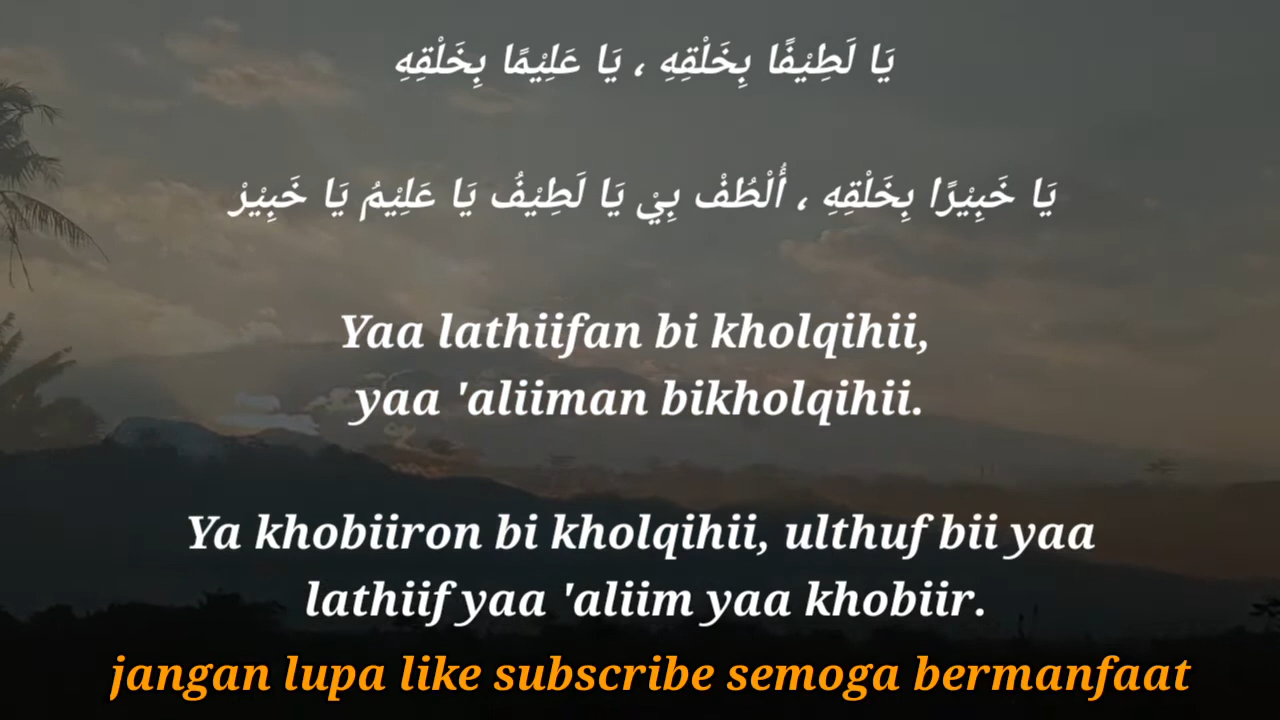 يَا لَطِيْفًا بِخَلْقِهِ ، يَا عَلِيْمًا بِخَلْقِهِ
يَا خَبِيْرًا بِخَلْقِهِ ، أُلْطُفْ بِيْ يَا لَطِيْفُ يَا عَلِيْمُ يَا خَبِيْرْ
Yaa lathiifan bi kholqihii,
yaa 'aliiman bikholqihii.
Ya khobiiron bi kholqihii, ulthuf bii yaa
lathiif yaa 'aliim yaa khobiir.
jangan lupa like subscribe semoga bermanfaat